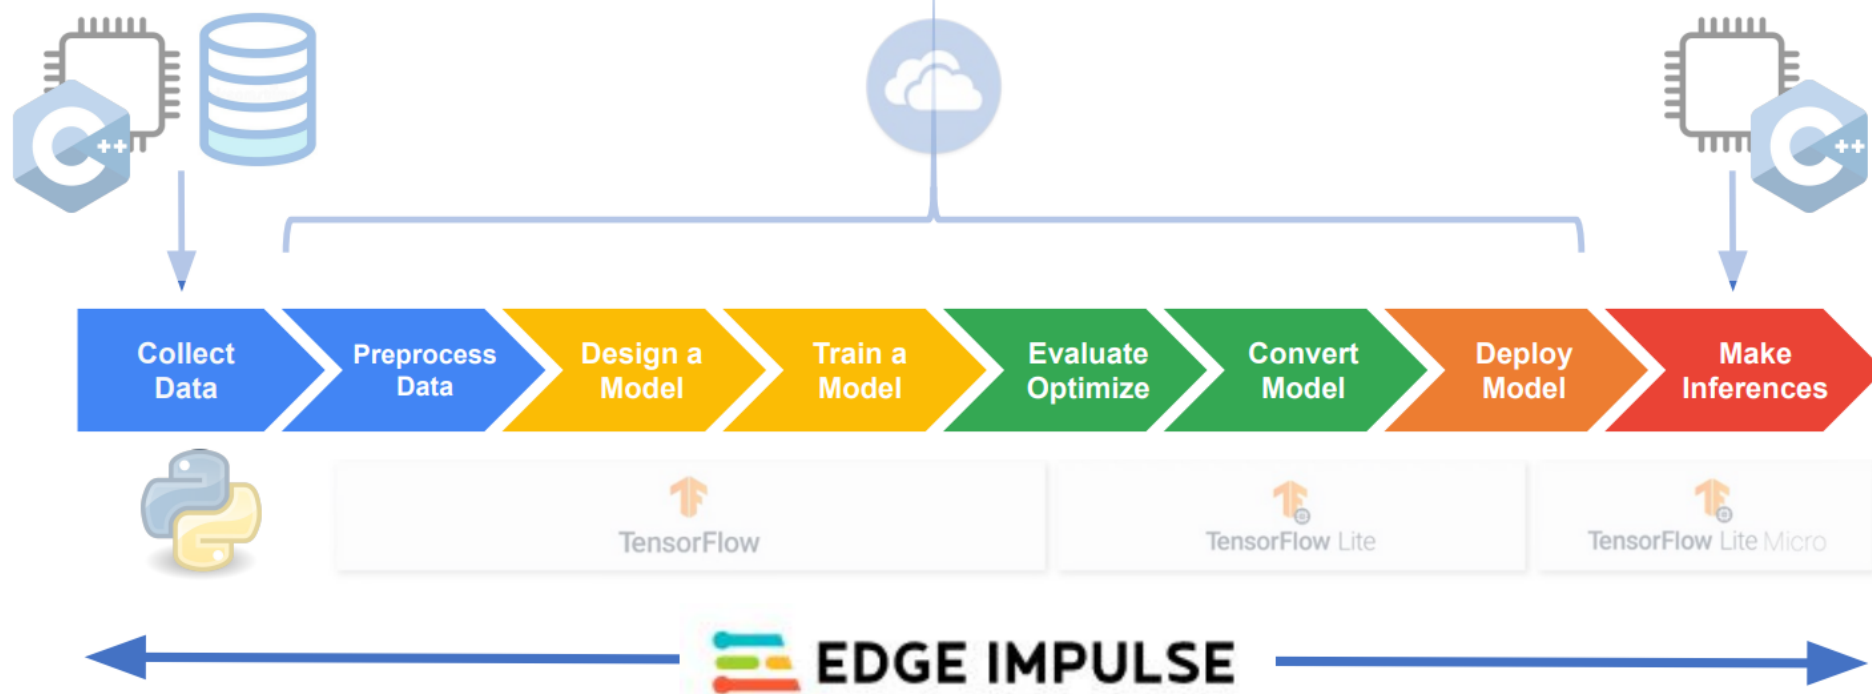 C++
C++
Collect
Data
Preprocess
Data
Design a
Model
Train a
Model
Evaluate
Optimize
Convert
Model
Deploy
Model
Make
Inferences
TensorFlow
TensorFlow Lite
TensorFlow Lite Micro
EDGE IMPULSE